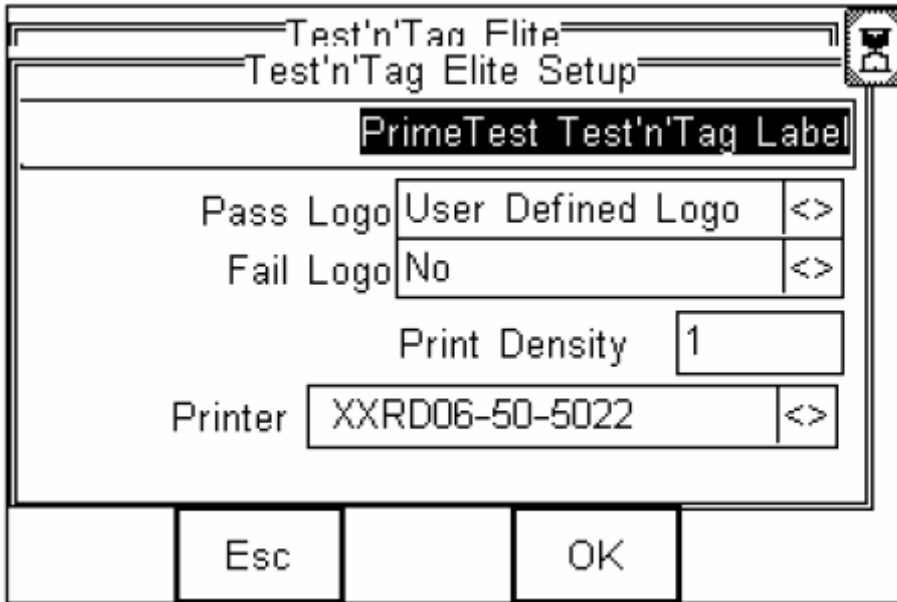 Test'n'Tag Elite
Test'n'Tag Elite Setup
PrimeTest Test'n'Tag Label
Pass Logo User Defined Logo <>
Fail Logo No <>
Print Density 1
Printer XXRD06-50-5022 <>
Esc OK